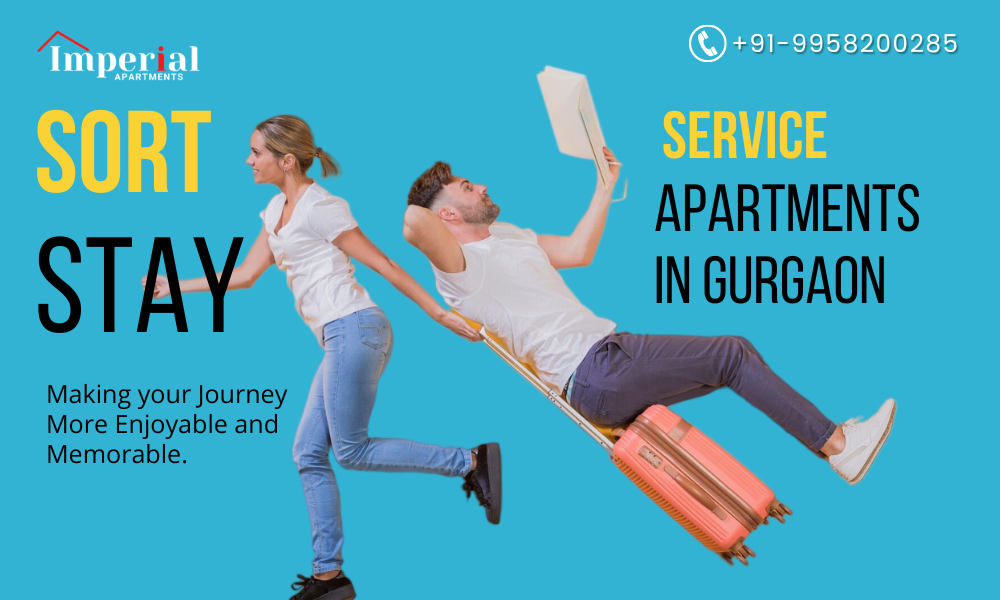 Imperial
APARTMENTS
+91-9958200285
SORT
STAY
Making your Journey
More Enjoyable and
Memorable.
SERVICE
APARTMENTS
IN GURGAON